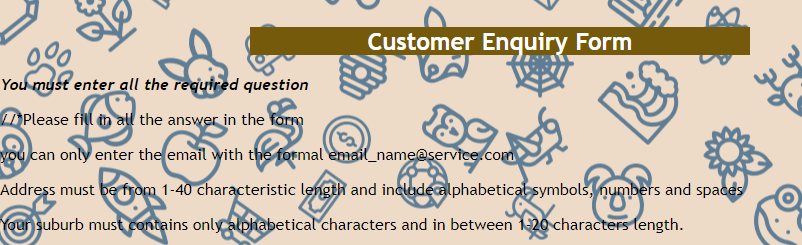 Customer Enquiry Form
You must enter all the required question
//*Please fill in all the answer in the form
you can only enter the email with the formal email_name@service.com
Address must be from 1-40 characteristic length and include alphabetical symbols, numbers and spaces
Your suburb must contains only alphabetical characters and in between 1-20 characters length.